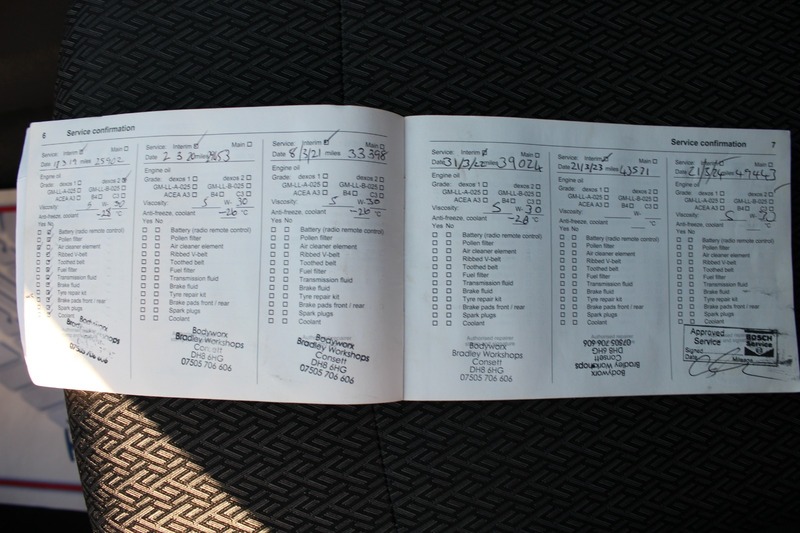 6 Service confirmation
Service: Interim Main
Date 11 3 19 miles 25902
Engine oil
Grade: dexos 1 dexos 2
GM-LL-A-025 GM-LL-B-025
ACEA A3 C1 C3
Viscosity: 5 W- 30
Anti-freeze, coolant -28 °C
Yes No
Battery (radio remote control)
Pollen filter
Air cleaner element
Ribbed V-belt
Toothed belt
Fuel filter
Transmission fluid
Brake fluid
Tyre repair kit
Brake pads front / rear
Spark plugs
Coolant
Bodyworx
Bradley Workshops
Consett
DH8 6HG
07505 706 606
Service: Interim Main
Date 2 3 20 miles
Engine oil
Grade: dexos 1 dexos 2
GM-LL-A-025 GM-LL-B-025
ACEA A3 B4 C3
Viscosity: 5 W- 30
Anti-freeze, coolant -26 °C
Yes No
Battery (radio remote control)
Pollen filter
Air cleaner element
Ribbed V-belt
Toothed belt
Fuel filter
Transmission fluid
Brake fluid
Tyre repair kit
Brake pads front / rear
Spark plugs
Coolant
Bodyworx
Bradley Workshops
Consett
DH8 6HG
07505 706 606
Service: Interim Main
Date 8/3/21 miles 33398
Engine oil
Grade: dexos 1 dexos 2
GM-LL-A-025 GM-LL-B-025
ACEA A3 B4 C3
Viscosity: 5 W- 30
Anti-freeze, coolant -26 °C
Yes No
Battery (radio remote control)
Pollen filter
Air cleaner element
Ribbed V-belt
Toothed belt
Fuel filter
Transmission fluid
Brake fluid
Tyre repair kit
Brake pads front / rear
Spark plugs
Coolant
Bodyworx
Bradley Workshops
Consett
DH8 6HG
07505 706 606
Service confirmation 7
Service: Interim Main
Date 31/3/22 miles 39024
Engine oil
Grade: dexos 1 dexos 2
GM-LL-A-025 GM-LL-B-025
ACEA A3 B4 C3
Viscosity: 5 W- 30
Anti-freeze, coolant -28 °C
Yes No
Battery (radio remote control)
Pollen filter
Air cleaner element
Ribbed V-belt
Toothed belt
Fuel filter
Transmission fluid
Brake fluid
Tyre repair kit
Brake pads front / rear
Spark plugs
Coolant
Bodyworx
Bradley Workshops
Consett
DH8 6HG
07505 706 606
Service: Interim Main
Date 21/3/23 miles 43571
Engine oil
Grade: dexos 1 dexos 2
GM-LL-A-025 GM-LL-B-025
ACEA A3 B4 C3
Viscosity: W-
Anti-freeze, coolant °C
Yes No
Battery (radio remote control)
Pollen filter
Air cleaner element
Ribbed V-belt
Toothed belt
Fuel filter
Transmission fluid
Brake fluid
Tyre repair kit
Brake pads front / rear
Spark plugs
Coolant
Bodyworx
Bradley Workshops
Consett
DH8 6HG
07505 706 606
Service: Interim Main
Date 21/3/24 miles 49443
Engine oil
Grade: dexos 1 dexos 2
GM-LL-A-025 GM-LL-B-025
ACEA A3 B4 C3
Viscosity: 5 W- 30
Anti-freeze, coolant °C
Yes No
Battery (radio remote control)
Pollen filter
Air cleaner element
Ribbed V-belt
Toothed belt
Fuel filter
Transmission fluid
Brake fluid
Tyre repair kit
Brake pads front / rear
Spark plugs
Coolant
Approved
Service
BOSCH
Service
Signed
Date Mileage